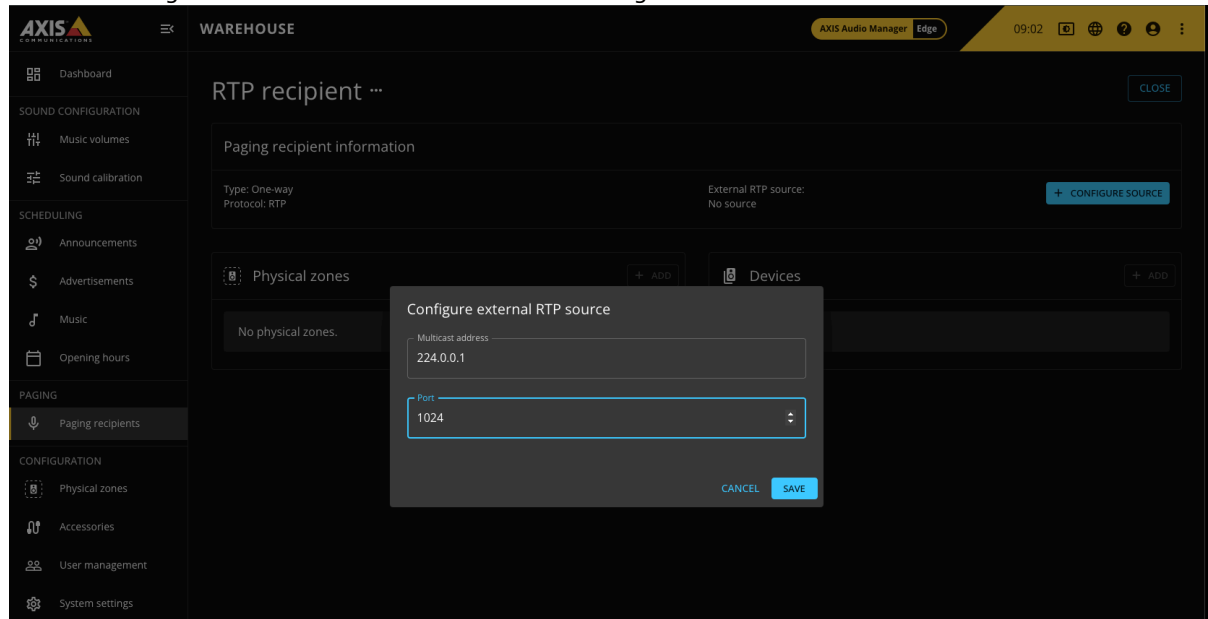 AXIS
COMMUNICATIONS
WAREHOUSE
AXIS Audio Manager Edge
09:02
Dashboard
SOUND CONFIGURATION
Music volumes
Sound calibration
SCHEDULING
Announcements
Advertisements
Music
Opening hours
PAGING
Paging recipients
CONFIGURATION
Physical zones
Accessories
User management
System settings
RTP recipient ...
CLOSE
Paging recipient information
Type: One-way
Protocol: RTP
External RTP source:
No source
+ CONFIGURE SOURCE
Physical zones
+ ADD
No physical zones.
Devices
+ ADD
Configure external RTP source
Multicast address
224.0.0.1
Port
1024
CANCEL
SAVE